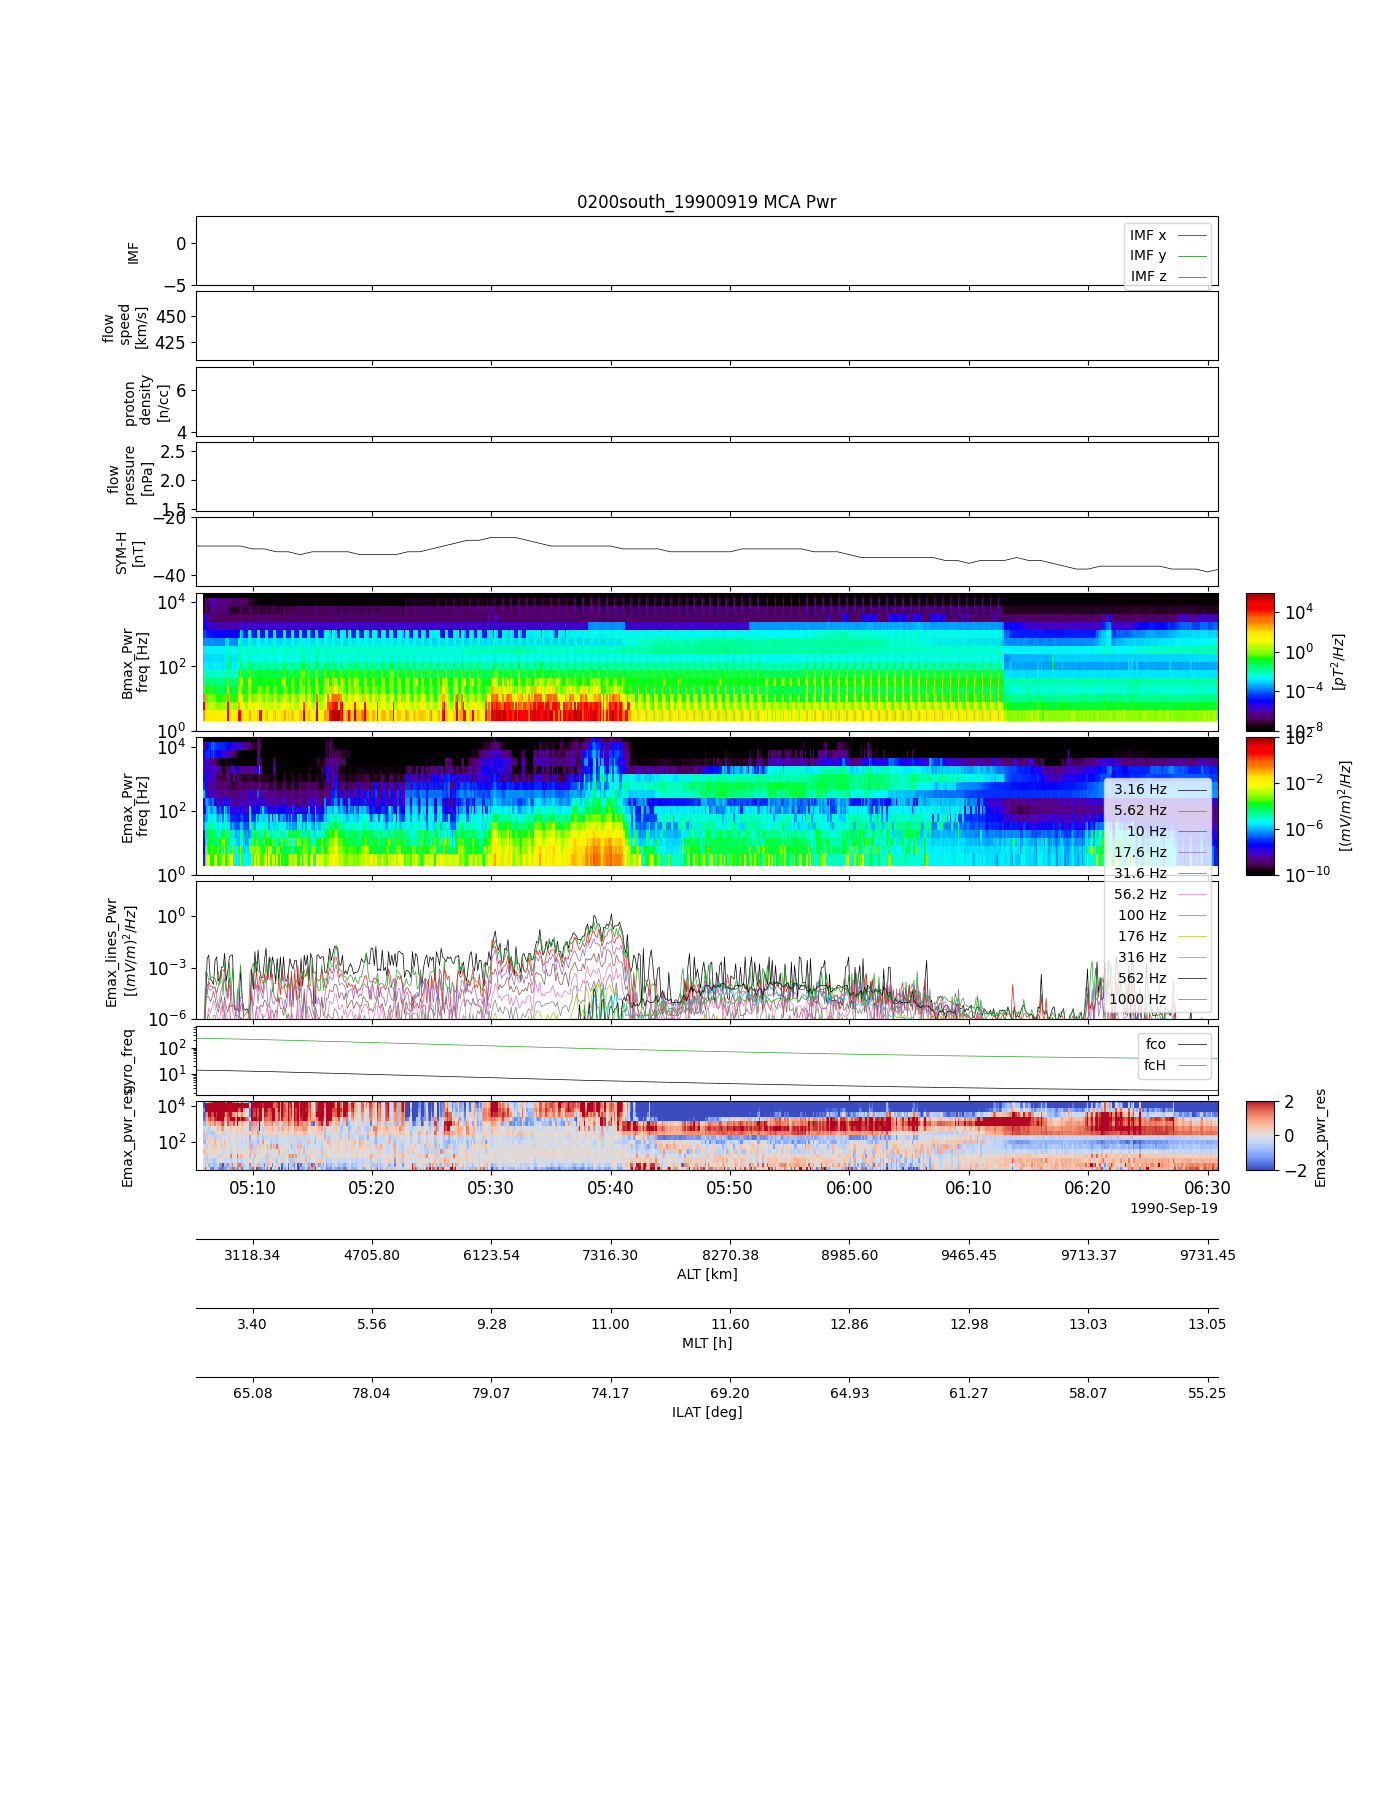 0200south_19900919 MCA Pwr
IMF
0
−5
IMF x
IMF y
IMF z
flow
speed
[km/s]
450
425
proton
density
[n/cc]
6
4
flow
pressure
[nPa]
2.5
2.0
1.5
SYM-H
[nT]
−20
−40
Bmax_Pwr
freq [Hz]
10^4
10^2
10^0
10^4
10^0
10^−4
10^−8
[pT^2/Hz]
Emax_Pwr
freq [Hz]
10^4
10^2
10^0
10^2
10^−2
10^−6
10^−10
[(mV/m)^2/Hz]
3.16 Hz
5.62 Hz
10 Hz
17.6 Hz
31.6 Hz
56.2 Hz
100 Hz
176 Hz
316 Hz
562 Hz
1000 Hz
Emax_lines_Pwr
[(mV/m)^2/Hz]
10^0
10^−3
10^−6
gyro_freq
10^2
10^1
fco
fcH
Emax_pwr_res
10^4
10^2
2
0
−2
Emax_pwr_res
05:10 05:20 05:30 05:40 05:50 06:00 06:10 06:20 06:30
1990-Sep-19
3118.34 4705.80 6123.54 7316.30 8270.38 8985.60 9465.45 9713.37 9731.45
ALT [km]
3.40 5.56 9.28 11.00 11.60 12.86 12.98 13.03 13.05
MLT [h]
65.08 78.04 79.07 74.17 69.20 64.93 61.27 58.07 55.25
ILAT [deg]